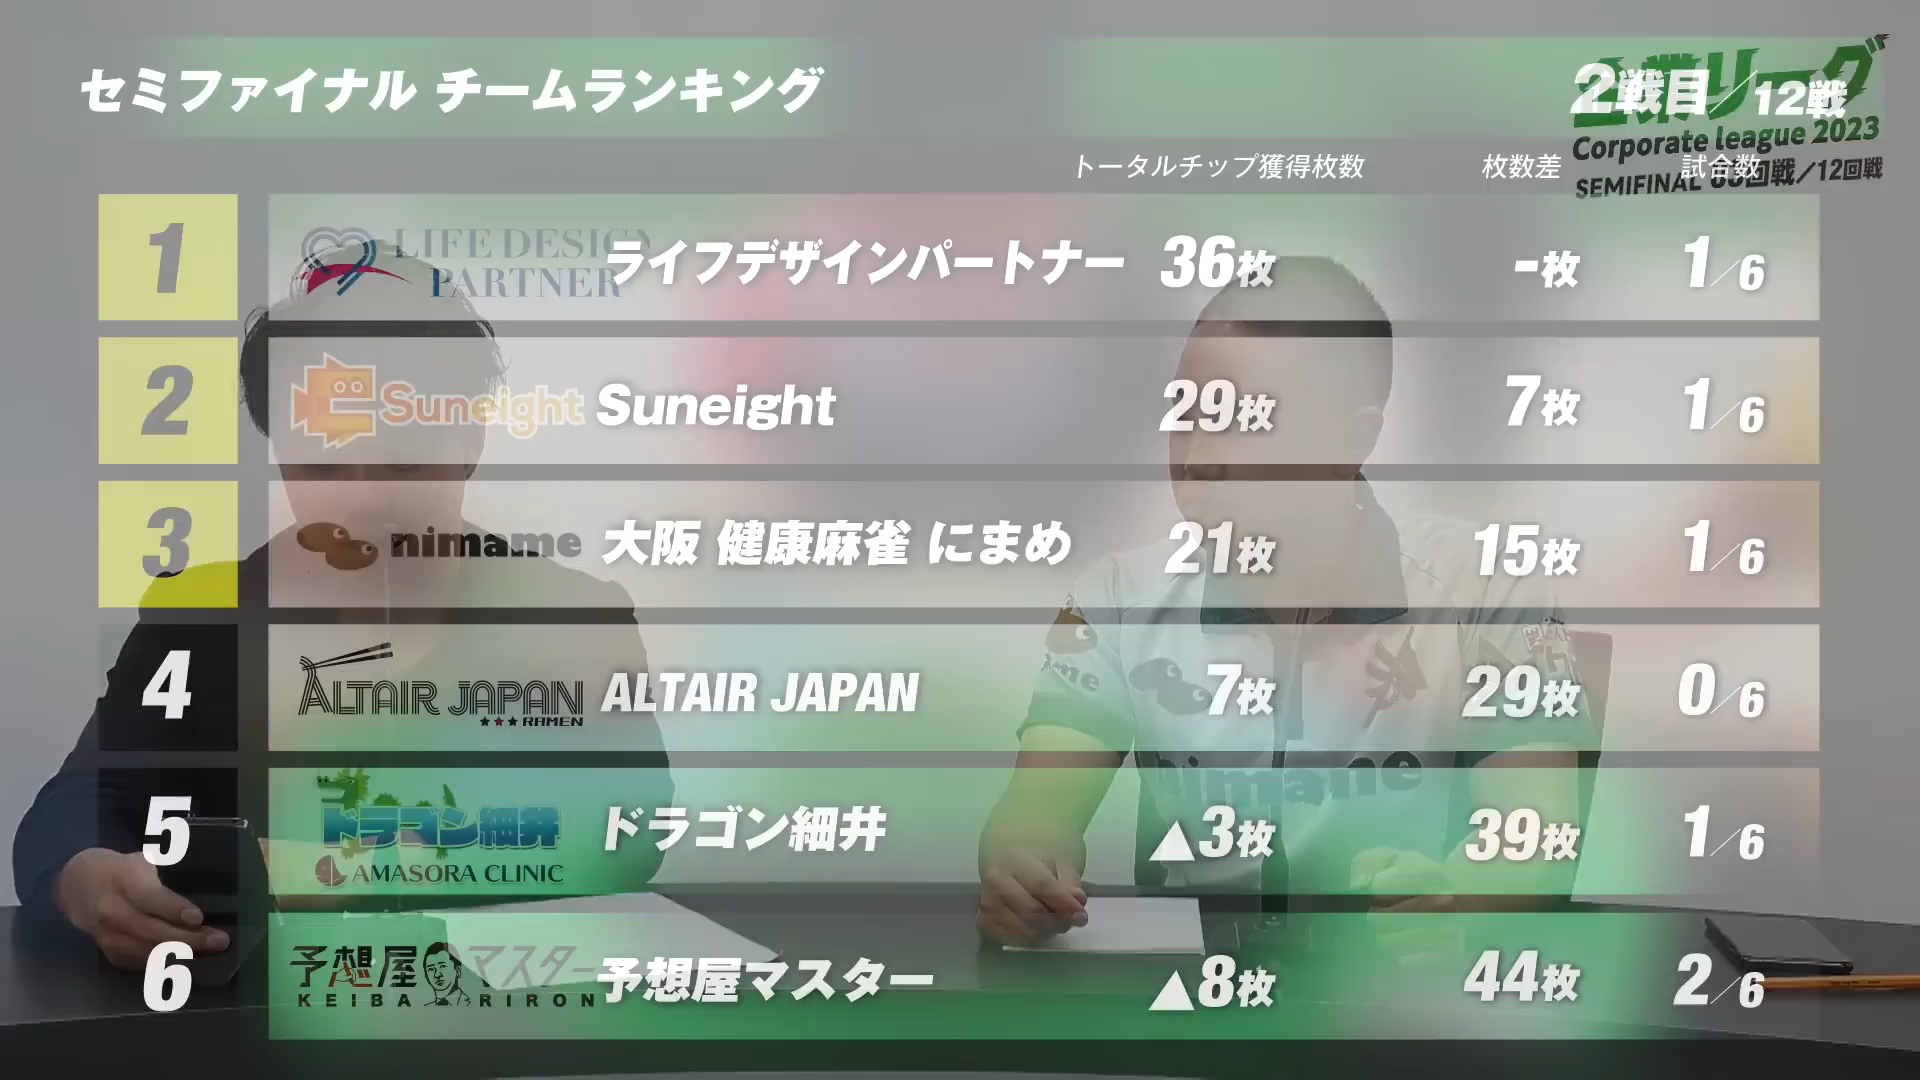 セミファイナル チームランキング
2戦目/12戦
企業リーグ
Corporate league 2023
SEMIFINAL 回戦/12回戦
トータルチップ獲得枚数 枚数差 試合数
1 LIFE DESIGN PARTNER ライフデザインパートナー 36枚 -枚 1/6
2 Suneight Suneight 29枚 7枚 1/6
3 nimame 大阪 健康麻雀 にまめ 21枚 15枚 1/6
4 ALTAIR JAPAN ★★★RAMEN ALTAIR JAPAN 7枚 29枚 0/6
5 ドラゴン細井 AMASORA CLINIC ドラゴン細井 ▲3枚 39枚 1/6
6 予想屋マスター KEIBA RIRON 予想屋マスター ▲8枚 44枚 2/6
nimame